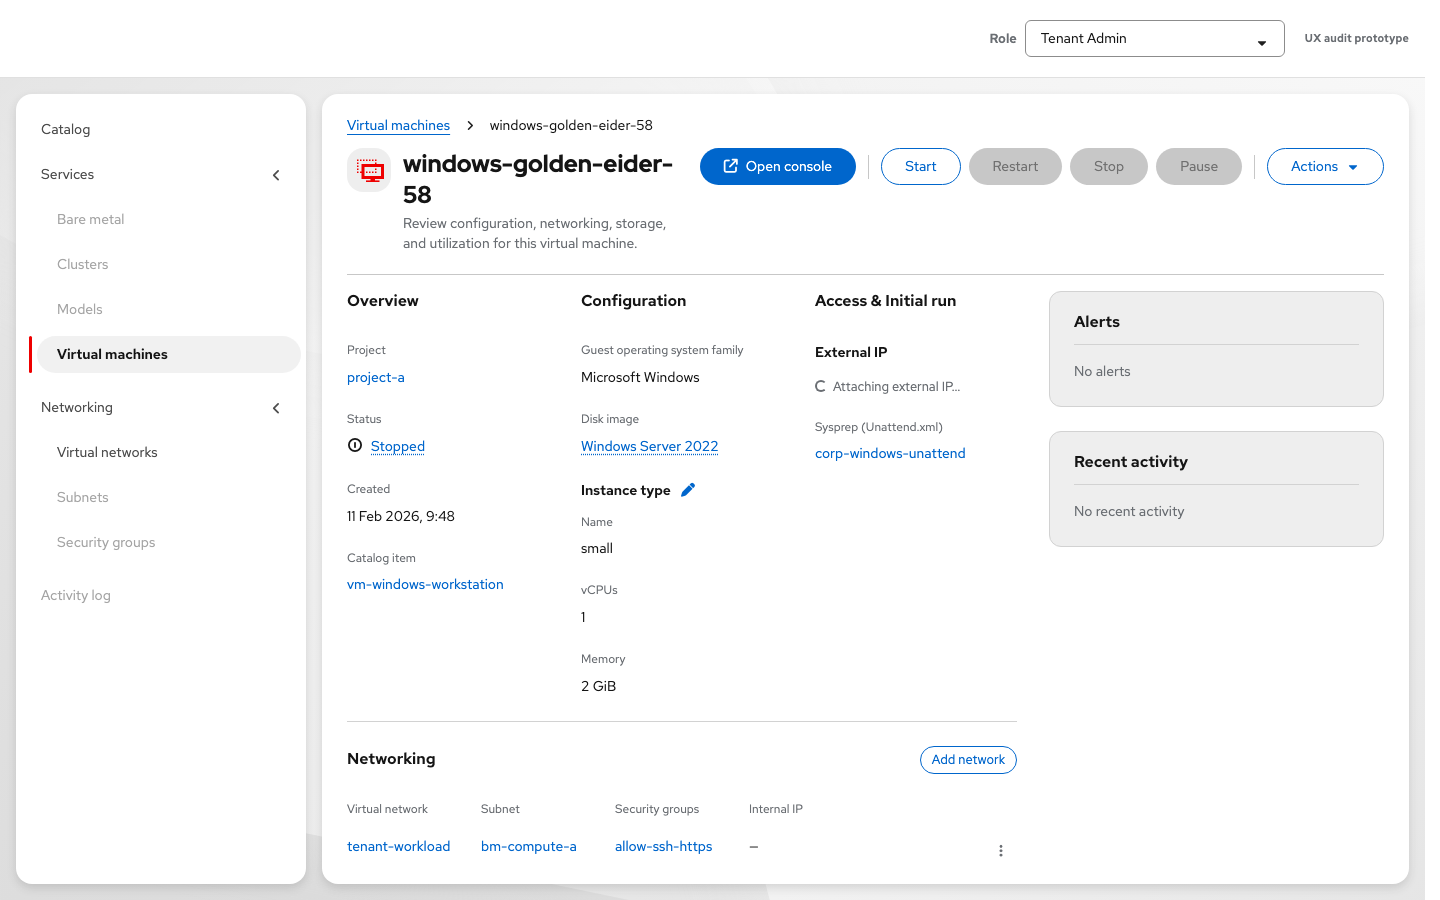 Role
Tenant Admin
UX audit prototype
Catalog
Services
Bare metal
Clusters
Models
Virtual machines
Networking
Virtual networks
Subnets
Security groups
Activity log
Virtual machines > windows-golden-eider-58
windows-golden-eider-
58
Review configuration, networking, storage,
and utilization for this virtual machine.
Open console
Start
Restart
Stop
Pause
Actions
Overview
Project
project-a
Status
Stopped
Created
11 Feb 2026, 9:48
Catalog item
vm-windows-workstation
Configuration
Guest operating system family
Microsoft Windows
Disk image
Windows Server 2022
Instance type
Name
small
vCPUs
1
Memory
2 GiB
Access & Initial run
External IP
Attaching external IP...
Sysprep (Unattend.xml)
corp-windows-unattend
Alerts
No alerts
Recent activity
No recent activity
Networking
Add network
Virtual network Subnet Security groups Internal IP
tenant-workload bm-compute-a allow-ssh-https —